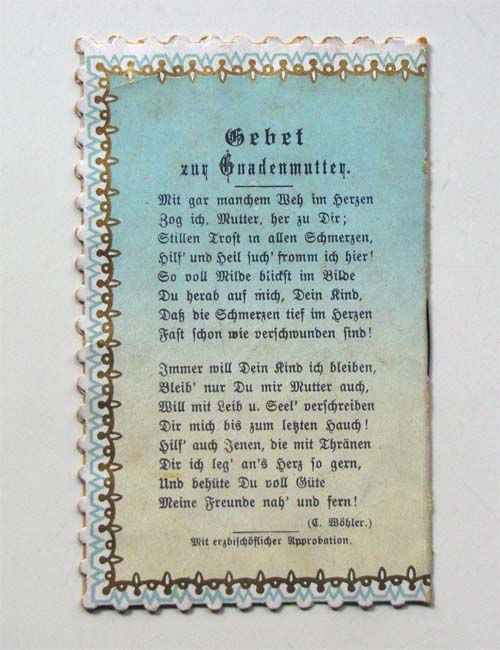 Gebet
zur Gnadenmutter.
Mit gar manchem Weh im Herzen
Zog ich, Mutter, her zu Dir;
Stillen Trost in allen Schmerzen,
Hilf' und Heil such' fromm ich hier!
So voll Milde blickst im Bilde
Du herab auf mich, Dein Kind,
Daß die Schmerzen tief im Herzen
Fast schon wie verschwunden sind!
Immer will Dein Kind ich bleiben,
Bleib' nur Du mir Mutter auch,
Will mit Leib u. Seel' verschreiben
Dir mich bis zum letzten Hauch!
Hilf' auch Jenen, die mit Thränen
Dir ich leg' an's Herz so gern,
Und behüte Du voll Güte
Meine Freunde nah' und fern!
(C. Wöhler.)
Mit erzbischöflicher Approbation.